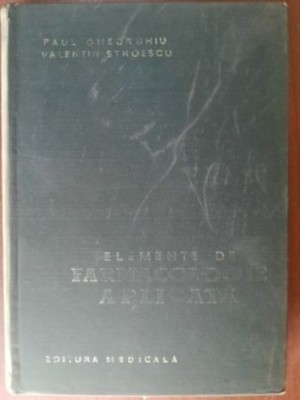 PAUL GHEORGHIU
VALENTIN STROESCU
ELEMENTE DE
FARMACOLOGIE
APLICATĂ
EDITURA MEDICALĂ